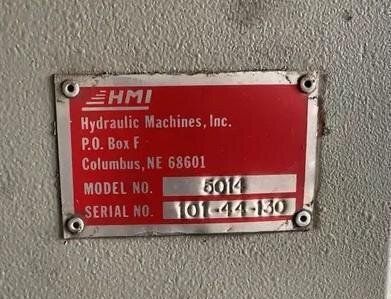 HMI
Hydraulic Machines, Inc.
P.O. Box F
Columbus, NE 68601
MODEL NO. 5014
SERIAL NO. 101-44-130